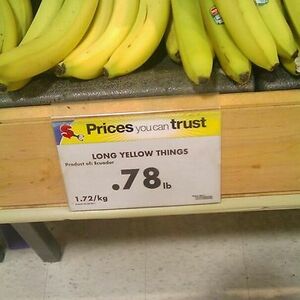 Prices you can trust
LONG YELLOW THINGS
Product of: Ecuador
.78 lb
1.72/kg